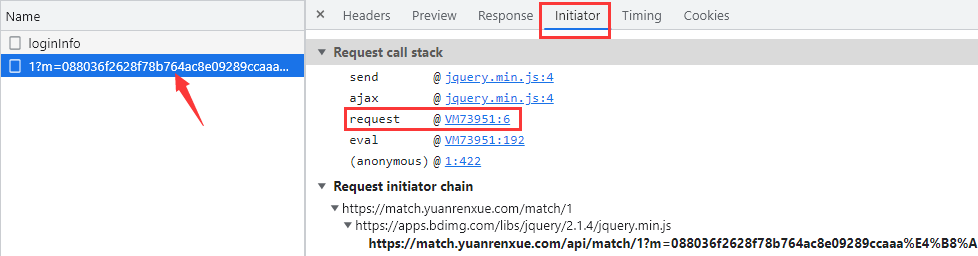 Name
loginInfo
1?m=088036f2628f78b764ac8e09289ccaaa...
Headers Preview Response Initiator Timing Cookies
Request call stack
send @ jquery.min.js:4
ajax @ jquery.min.js:4
request @ VM73951:6
eval @ VM73951:192
(anonymous) @ 1:422
Request initiator chain
https://match.yuanrenxue.com/match/1
https://apps.bdimg.com/libs/jquery/2.1.4/jquery.min.js
https://match.yuanrenxue.com/api/match/1?m=088036f2628f78b764ac8e09289ccaaa%E4%B8%A